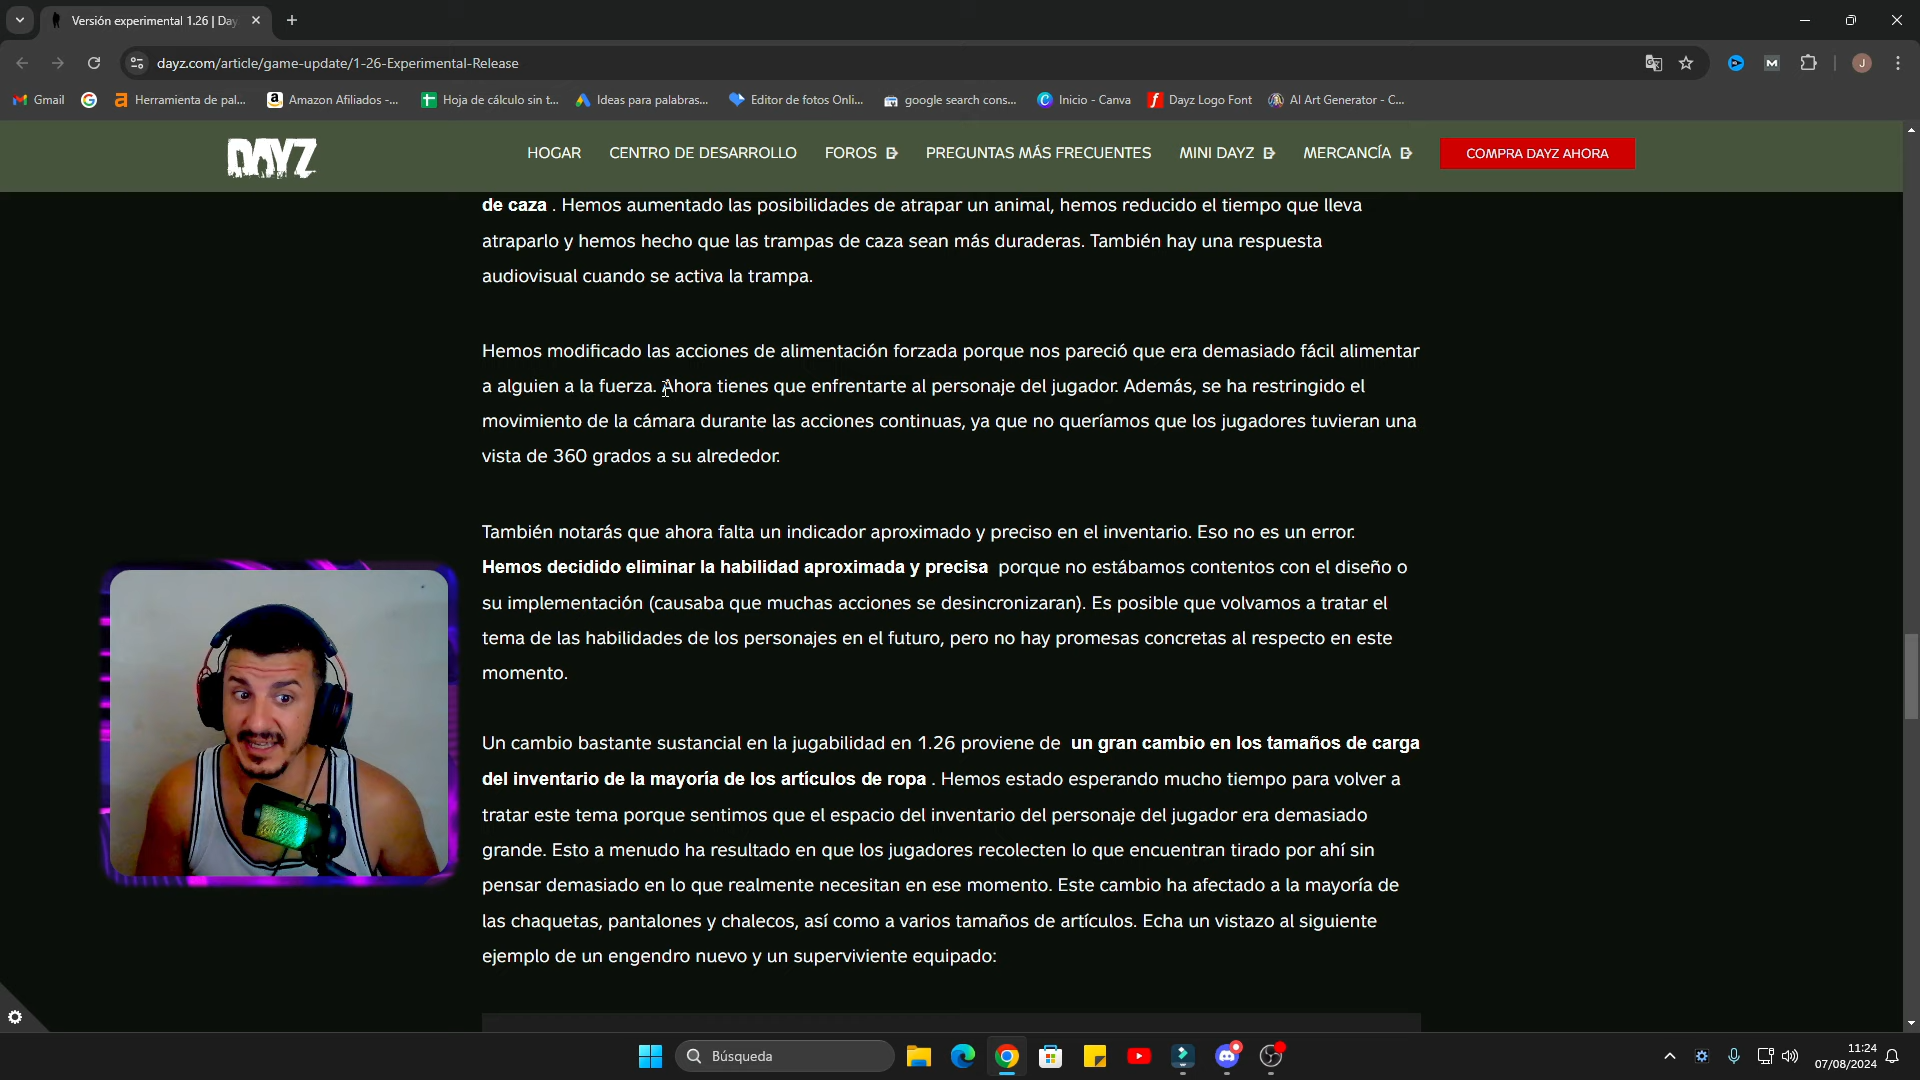 Versión experimental 1.26 | Day
dayz.com/article/game-update/1-26-Experimental-Release
J
Gmail
Herramienta de pal...
Amazon Afiliados -...
Hoja de cálculo sin t...
Ideas para palabras...
Editor de fotos Onli...
google search cons...
Inicio - Canva
Dayz Logo Font
AI Art Generator - C...
DAYZ
HOGAR
CENTRO DE DESARROLLO
FOROS
PREGUNTAS MÁS FRECUENTES
MINI DAYZ
MERCANCÍA
COMPRA DAYZ AHORA
de caza . Hemos aumentado las posibilidades de atrapar un animal, hemos reducido el tiempo que lleva
atraparlo y hemos hecho que las trampas de caza sean más duraderas. También hay una respuesta
audiovisual cuando se activa la trampa.
Hemos modificado las acciones de alimentación forzada porque nos pareció que era demasiado fácil alimentar
a alguien a la fuerza. Ahora tienes que enfrentarte al personaje del jugador. Además, se ha restringido el
movimiento de la cámara durante las acciones continuas, ya que no queríamos que los jugadores tuvieran una
vista de 360 grados a su alrededor.
También notarás que ahora falta un indicador aproximado y preciso en el inventario. Eso no es un error.
Hemos decidido eliminar la habilidad aproximada y precisa porque no estábamos contentos con el diseño o
su implementación (causaba que muchas acciones se desincronizaran). Es posible que volvamos a tratar el
tema de las habilidades de los personajes en el futuro, pero no hay promesas concretas al respecto en este
momento.
Un cambio bastante sustancial en la jugabilidad en 1.26 proviene de un gran cambio en los tamaños de carga
del inventario de la mayoría de los artículos de ropa . Hemos estado esperando mucho tiempo para volver a
tratar este tema porque sentimos que el espacio del inventario del personaje del jugador era demasiado
grande. Esto a menudo ha resultado en que los jugadores recolecten lo que encuentran tirado por ahí sin
pensar demasiado en lo que realmente necesitan en ese momento. Este cambio ha afectado a la mayoría de
las chaquetas, pantalones y chalecos, así como a varios tamaños de artículos. Echa un vistazo al siguiente
ejemplo de un engendro nuevo y un superviviente equipado:
Búsqueda
11:24
07/08/2024